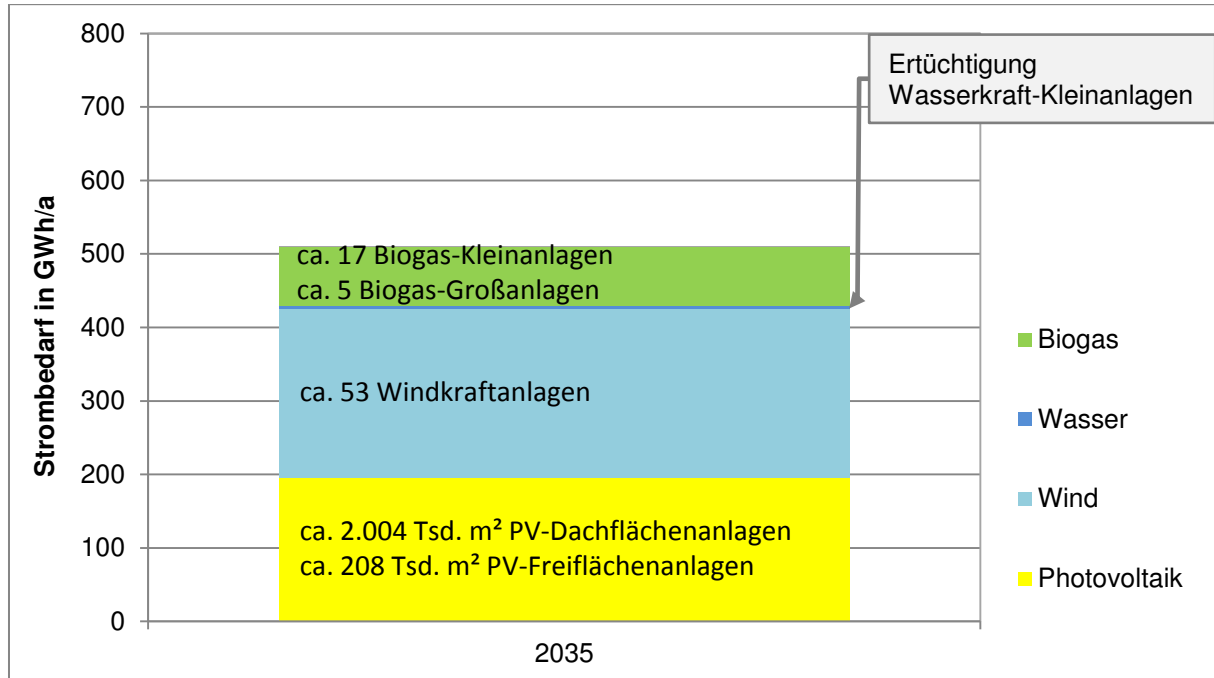 800
700
600
500
400
300
200
100
0
Strombedarf in GWh/a
Ertüchtigung
Wasserkraft-Kleinanlagen
ca. 17 Biogas-Kleinanlagen
ca. 5 Biogas-Großanlagen
ca. 53 Windkraftanlagen
ca. 2.004 Tsd. m² PV-Dachflächenanlagen
ca. 208 Tsd. m² PV-Freiflächenanlagen
2035
Biogas
Wasser
Wind
Photovoltaik